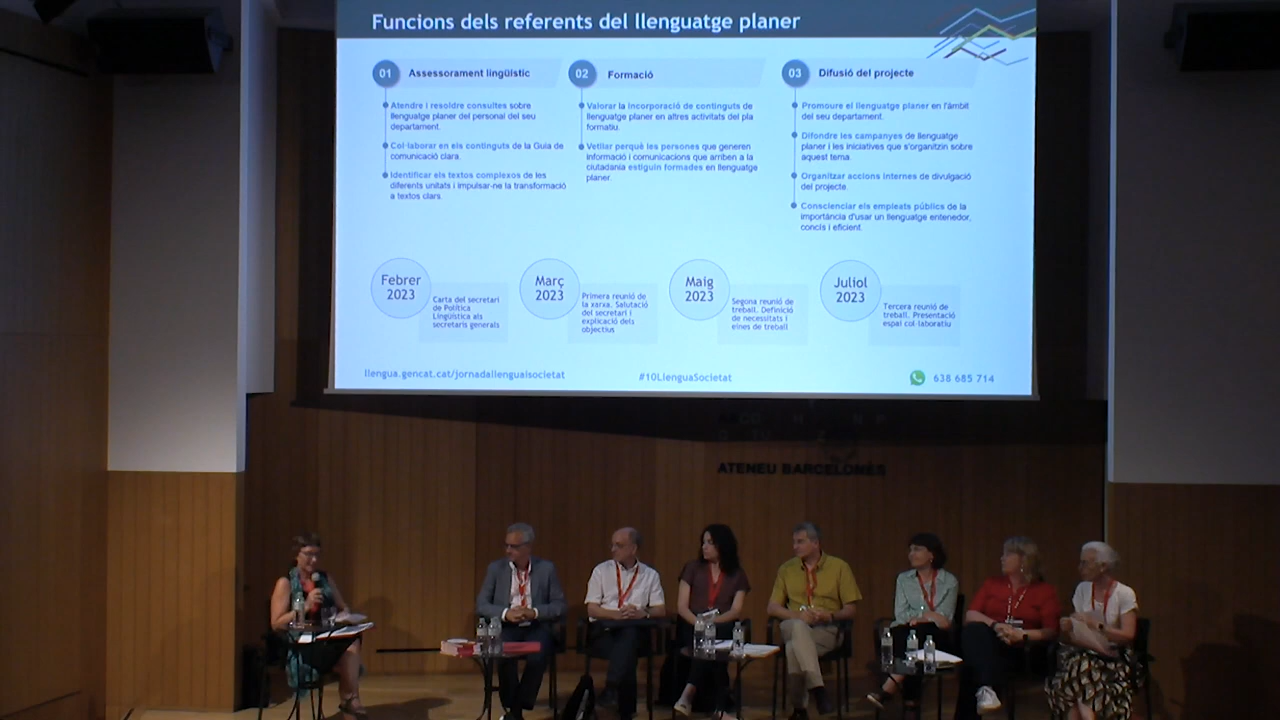 Funcions dels referents del llenguatge planer
01
Assessorament lingüístic
Atendre i resoldre consultes sobre
llenguatge planer del personal del seu
departament.
Col·laborar en els continguts de la Guia de
comunicació clara.
Identificar els textos complexos de les
diferents unitats i impulsar-ne la transformació
a textos clars.
02
Formació
Valorar la incorporació de continguts de
llenguatge planer en altres activitats del pla
formatiu.
Vetllar perquè les persones que generen
informació i comunicacions que arriben a la
ciutadania estiguin formades en llenguatge
planer.
03
Difusió del projecte
Promoure el llenguatge planer en l'àmbit
del seu departament.
Difondre les campanyes de llenguatge
planer i les iniciatives que s'organitzin sobre
aquest tema.
Organitzar accions internes de divulgació
del projecte.
Conscienciar els empleats públics de la
importància d'usar un llenguatge entenedor,
concís i eficient.
Febrer
2023
Carta del secretari
de Política
Lingüística als
secretaris generals
Març
2023
Primera reunió de
la xarxa. Salutació
del secretari i
explicació dels
objectius
Maig
2023
Segona reunió de
treball. Definició
de necessitats i
eines de treball
Juliol
2023
Tercera reunió de
treball. Presentació
espai col·laboratiu
llengua.gencat.cat/jornadallenguaisocietat
#10LlenguaSocietat
638 685 714
ATENEU BARCELONÈS